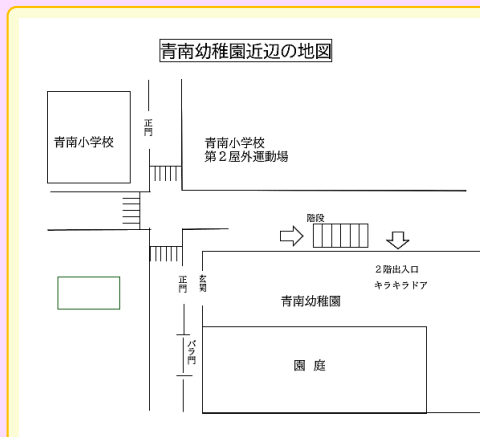 青南幼稚園近辺の地図
正門
青南小学校
青南小学校
第２屋外運動場
階段
２階出入口
キラキラドア
正門
玄関
青南幼稚園
バラ門
園 庭